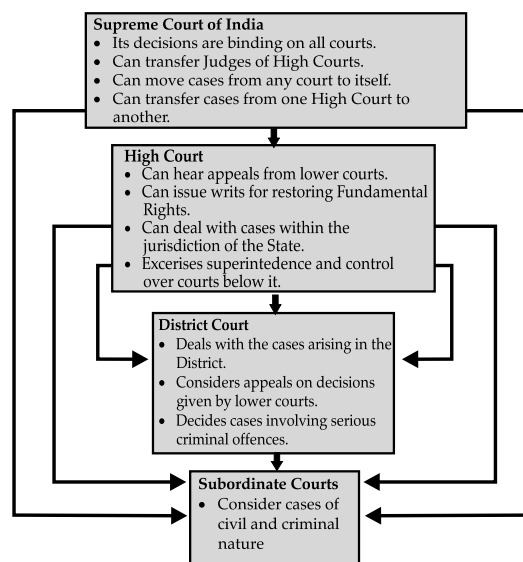 Supreme Court of India
• Its decisions are binding on all courts.
• Can transfer Judges of High Courts.
• Can move cases from any court to itself.
• Can transfer cases from one High Court to
another.
High Court
• Can hear appeals from lower courts.
• Can issue writs for restoring Fundamental
Rights.
• Can deal with cases within the
jurisdiction of the State.
• Excerises superintedence and control
over courts below it.
District Court
• Deals with the cases arising in the
District.
• Considers appeals on decisions
given by lower courts.
• Decides cases involving serious
criminal offences.
Subordinate Courts
• Consider cases of
civil and criminal
nature